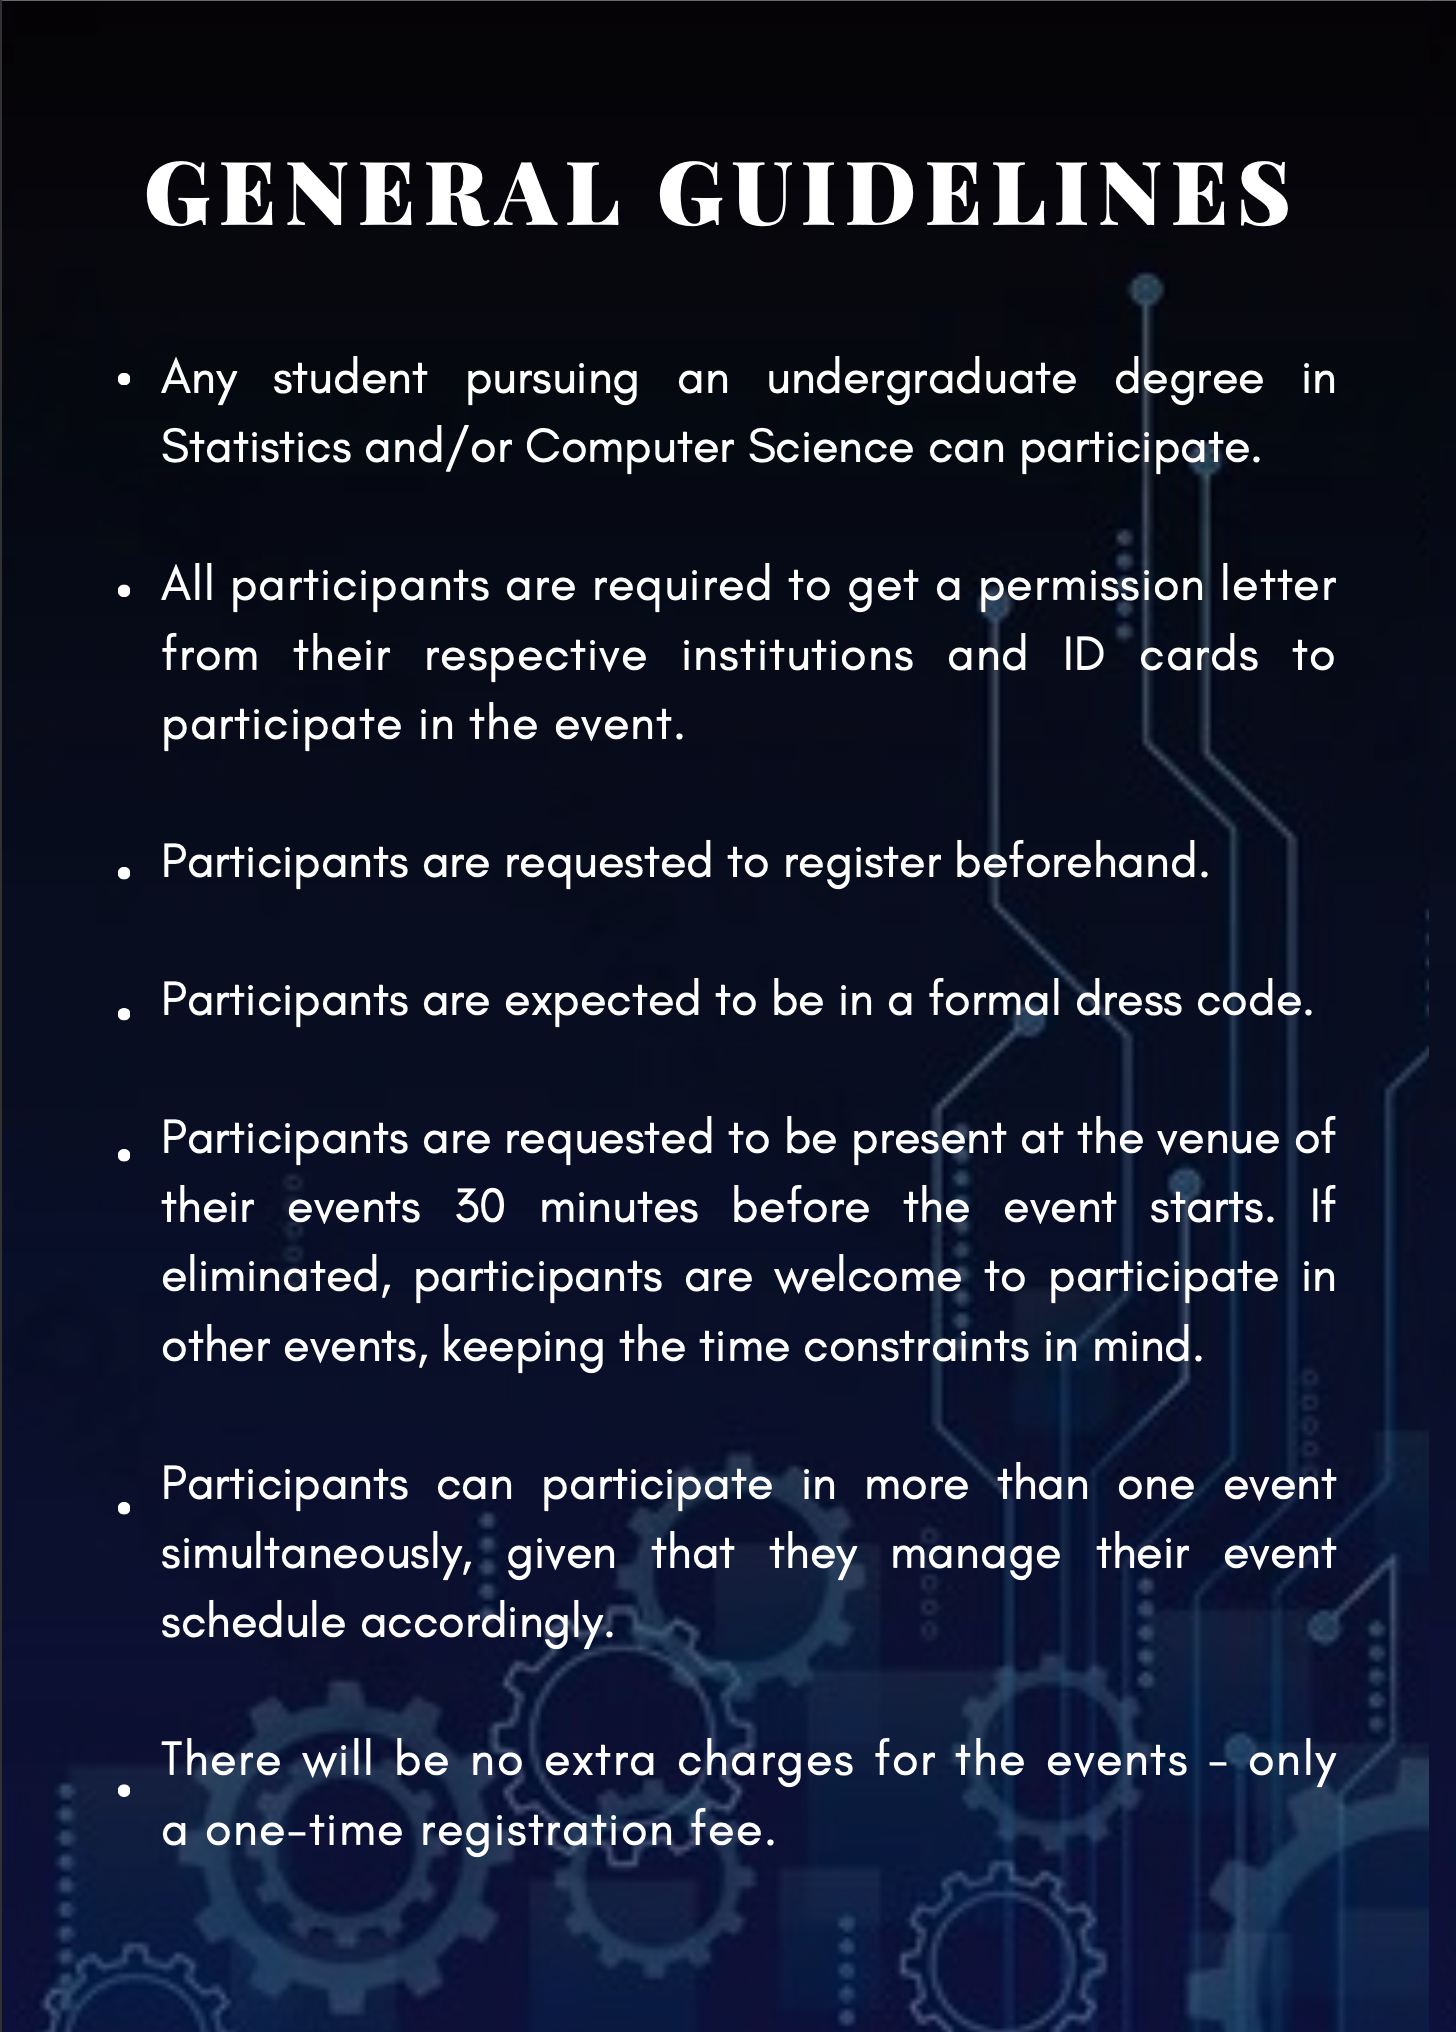 GENERAL GUIDELINES
• Any student pursuing an undergraduate degree in
Statistics and/or Computer Science can participate.
• All participants are required to get a permission letter
from their respective institutions and ID cards to
participate in the event.
• Participants are requested to register beforehand.
• Participants are expected to be in a formal dress code.
• Participants are requested to be present at the venue of
their events 30 minutes before the event starts. If
eliminated, participants are welcome to participate in
other events, keeping the time constraints in mind.
• Participants can participate in more than one event
simultaneously, given that they manage their event
schedule accordingly.
• There will be no extra charges for the events - only
a one-time registration fee.